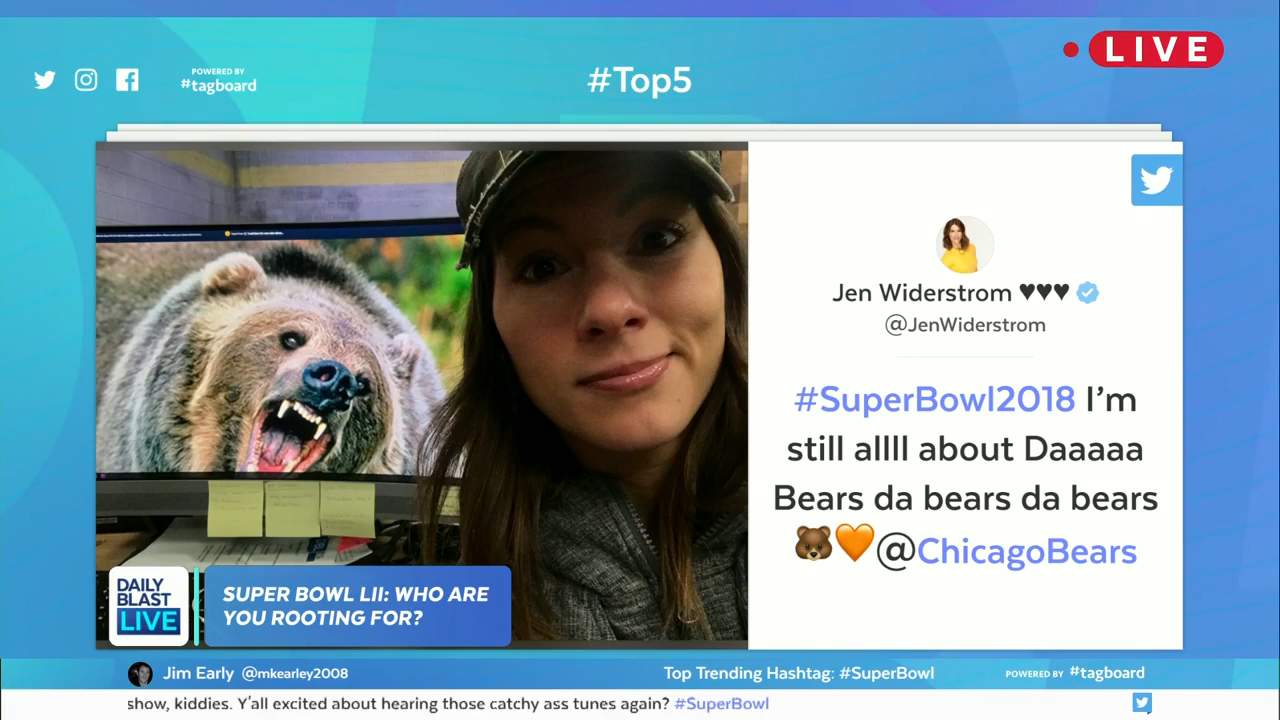 LIVE
POWERED BY
#tagboard
#Top5
Jen Widerstrom ♥♥♥
@JenWiderstrom
#SuperBowl2018 I’m
still allll about Daaaaa
Bears da bears da bears
🐻🧡@ChicagoBears
DAILY
BLAST
LIVE
SUPER BOWL LII: WHO ARE
YOU ROOTING FOR?
Jim Early @mkearley2008
Top Trending Hashtag: #SuperBowl
POWERED BY #tagboard
show, kiddies. Y'all excited about hearing those catchy ass tunes again? #SuperBowl